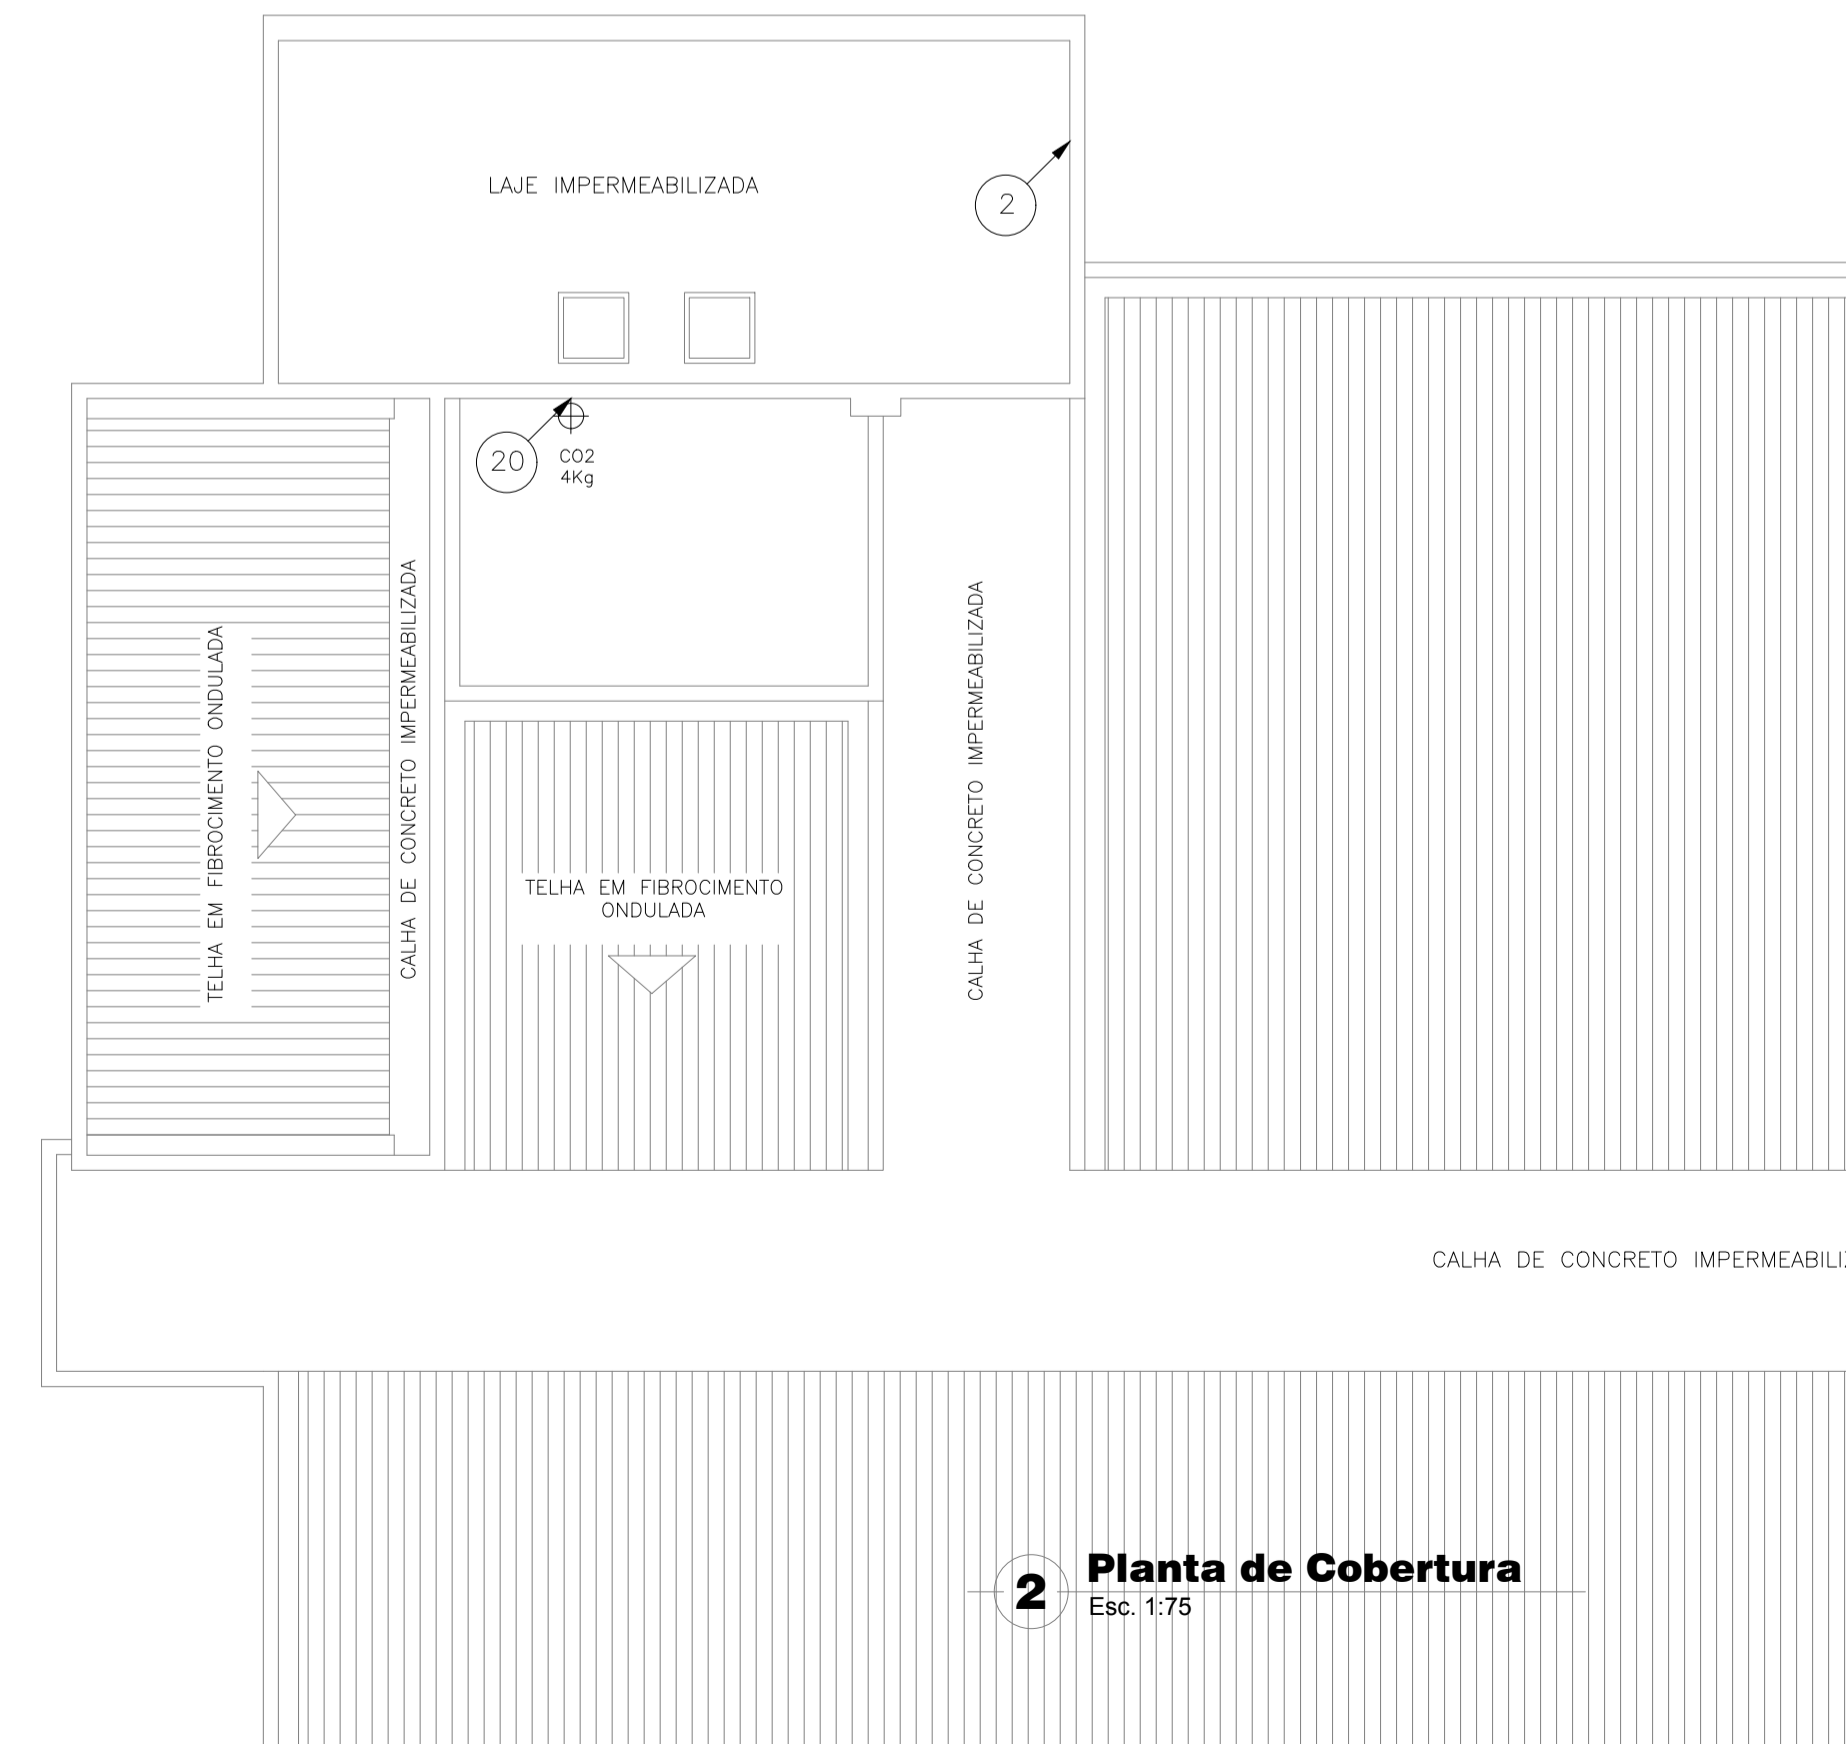 LAJE IMPERMEABILIZADA
2
20
CO2
4Kg
TELHA EM FIBROCIMENTO ONDULADA
CALHA DE CONCRETO IMPERMEABILIZADA
TELHA EM FIBROCIMENTO
ONDULADA
CALHA DE CONCRETO IMPERMEABILIZADA
CALHA DE CONCRETO
2 Planta de Cobertura
Esc. 1:75